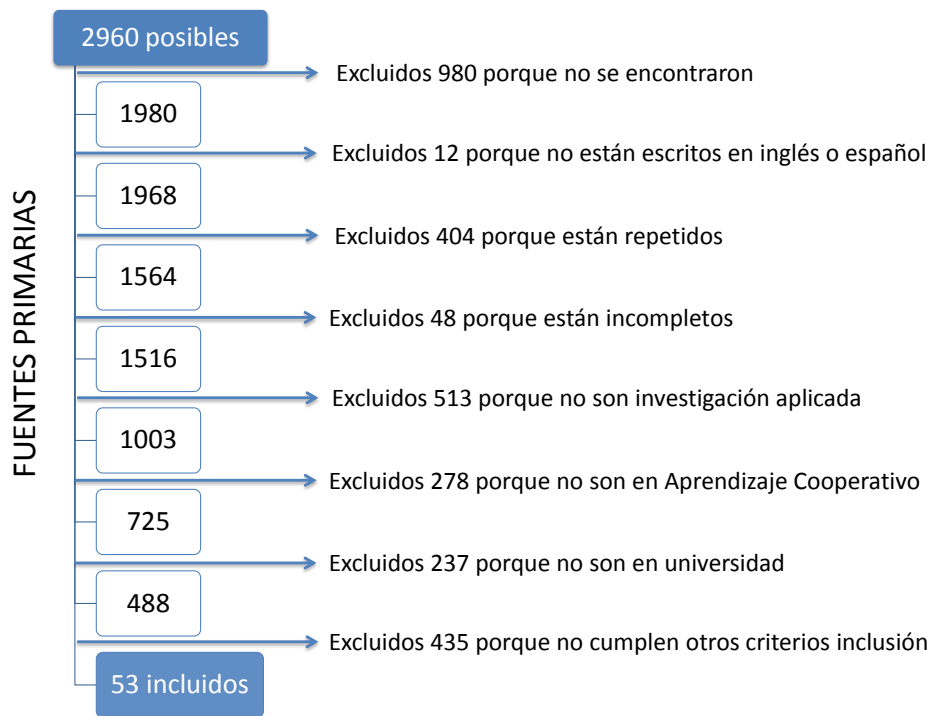 2960 posibles
Excluidos 980 porque no se encontraron
1980
Excluidos 12 porque no están escritos en inglés o español
1968
Excluidos 404 porque están repetidos
1564
Excluidos 48 porque están incompletos
1516
Excluidos 513 porque no son investigación aplicada
1003
Excluidos 278 porque no son en Aprendizaje Cooperativo
725
Excluidos 237 porque no son en universidad
488
Excluidos 435 porque no cumplen otros criterios inclusión
53 incluidos
FUENTES PRIMARIAS